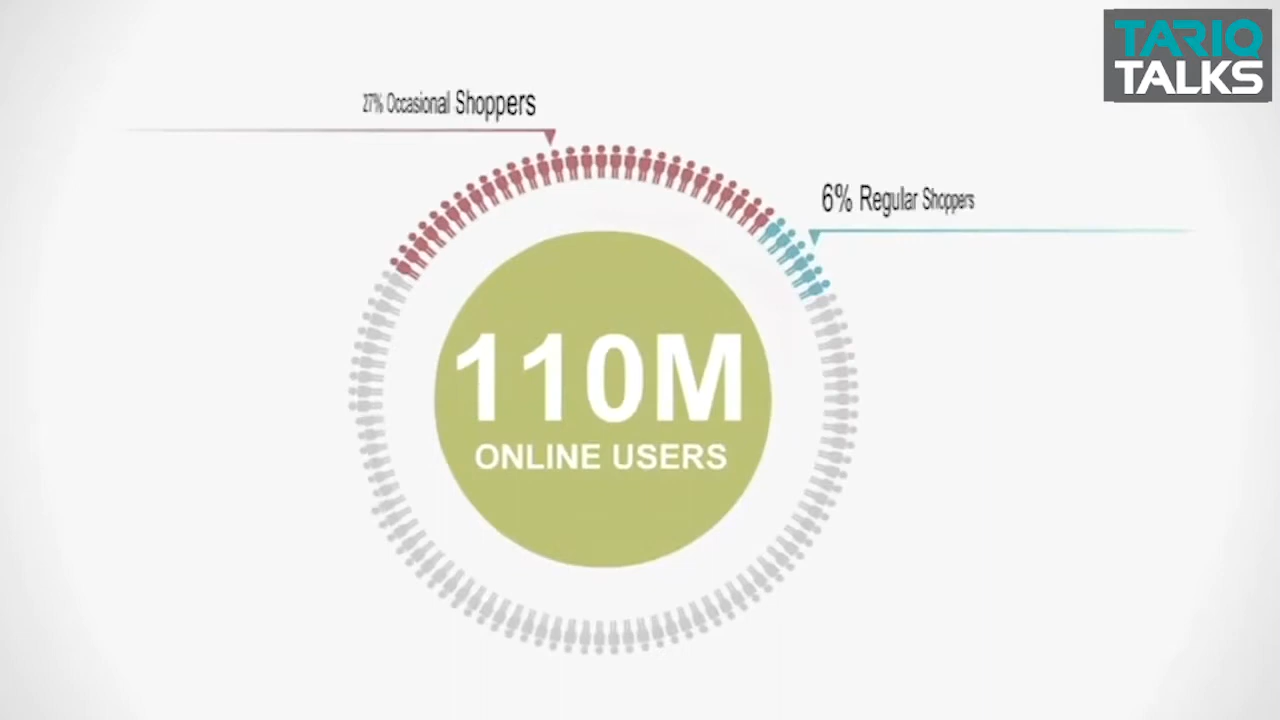 TARIQ
TALKS
27% Occasional Shoppers
6% Regular Shoppers
110M
ONLINE USERS